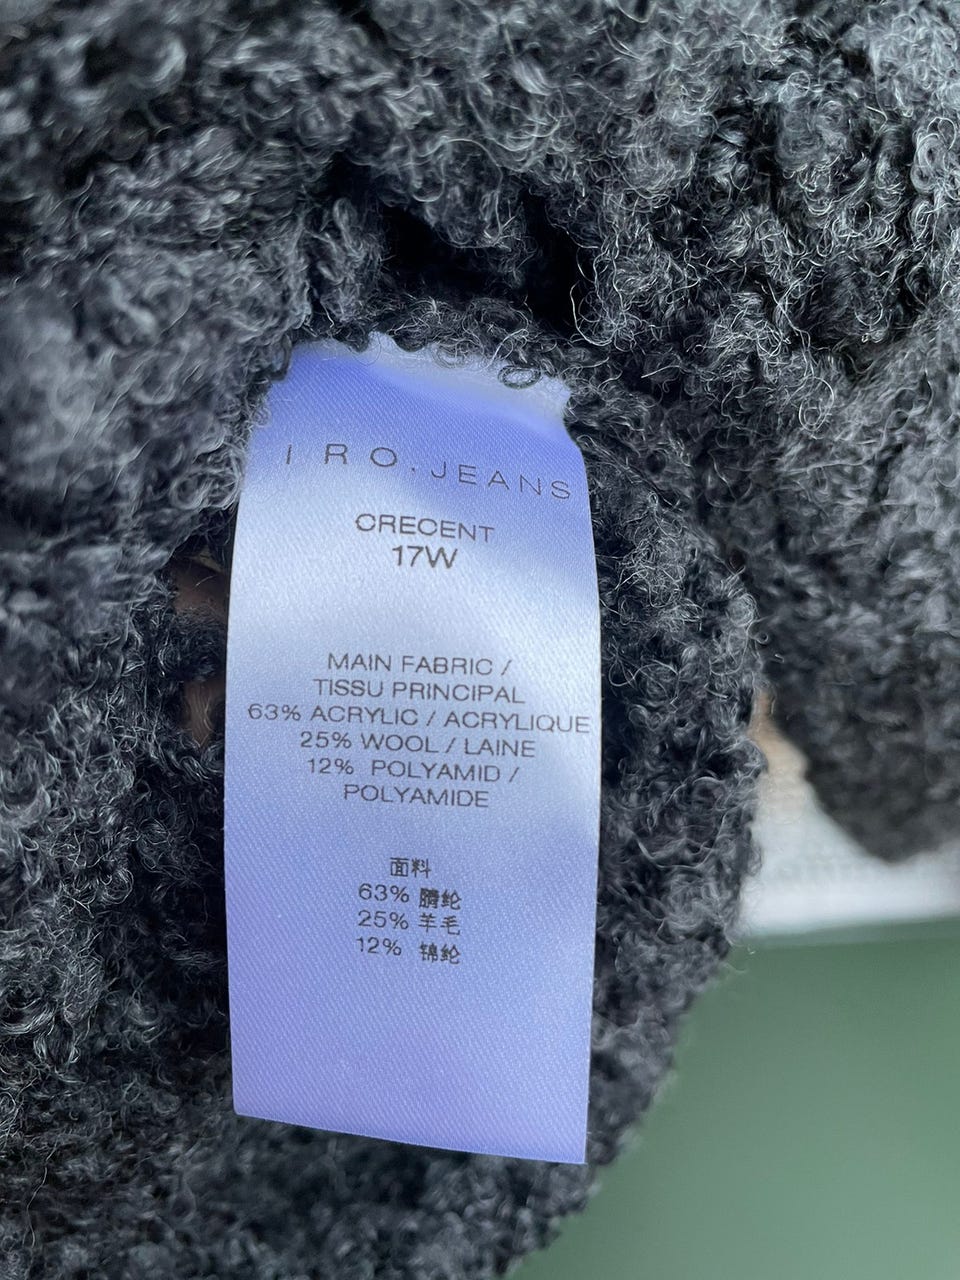 IRO.JEANS
CRECENT
17W
MAIN FABRIC /
TISSU PRINCIPAL
63% ACRYLIC / ACRYLIQUE
25% WOOL / LAINE
12% POLYAMID /
POLYAMIDE
面料
63% 腈纶
25% 羊毛
12% 锦纶